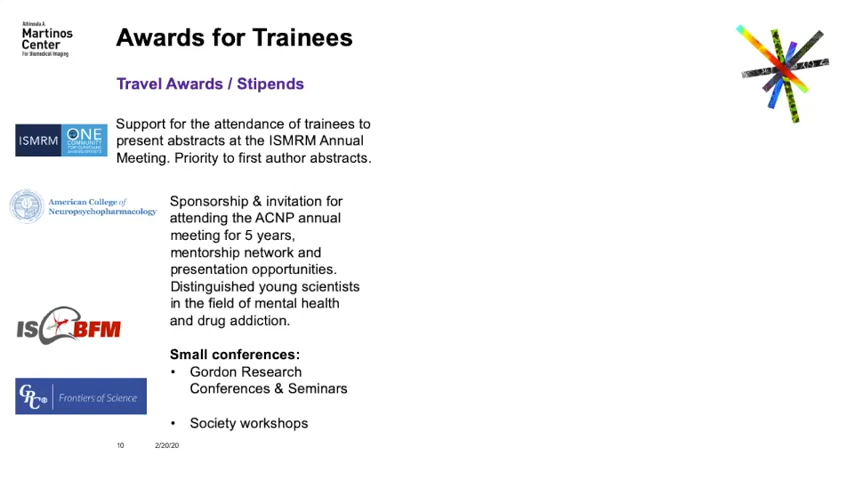 Athinoula A.
Martinos
Center
For Biomedical Imaging
Awards for Trainees
Travel Awards / Stipends
ISMRM
ONE
COMMUNITY
Support for the attendance of trainees to
present abstracts at the ISMRM Annual
Meeting. Priority to first author abstracts.
American College of
Neuropsychopharmacology
Sponsorship & invitation for
attending the ACNP annual
meeting for 5 years,
mentorship network and
presentation opportunities.
Distinguished young scientists
in the field of mental health
and drug addiction.
ISCBFM
Small conferences:
• Gordon Research
Conferences & Seminars
GRC® Frontiers of Science
• Society workshops
10 2/20/20